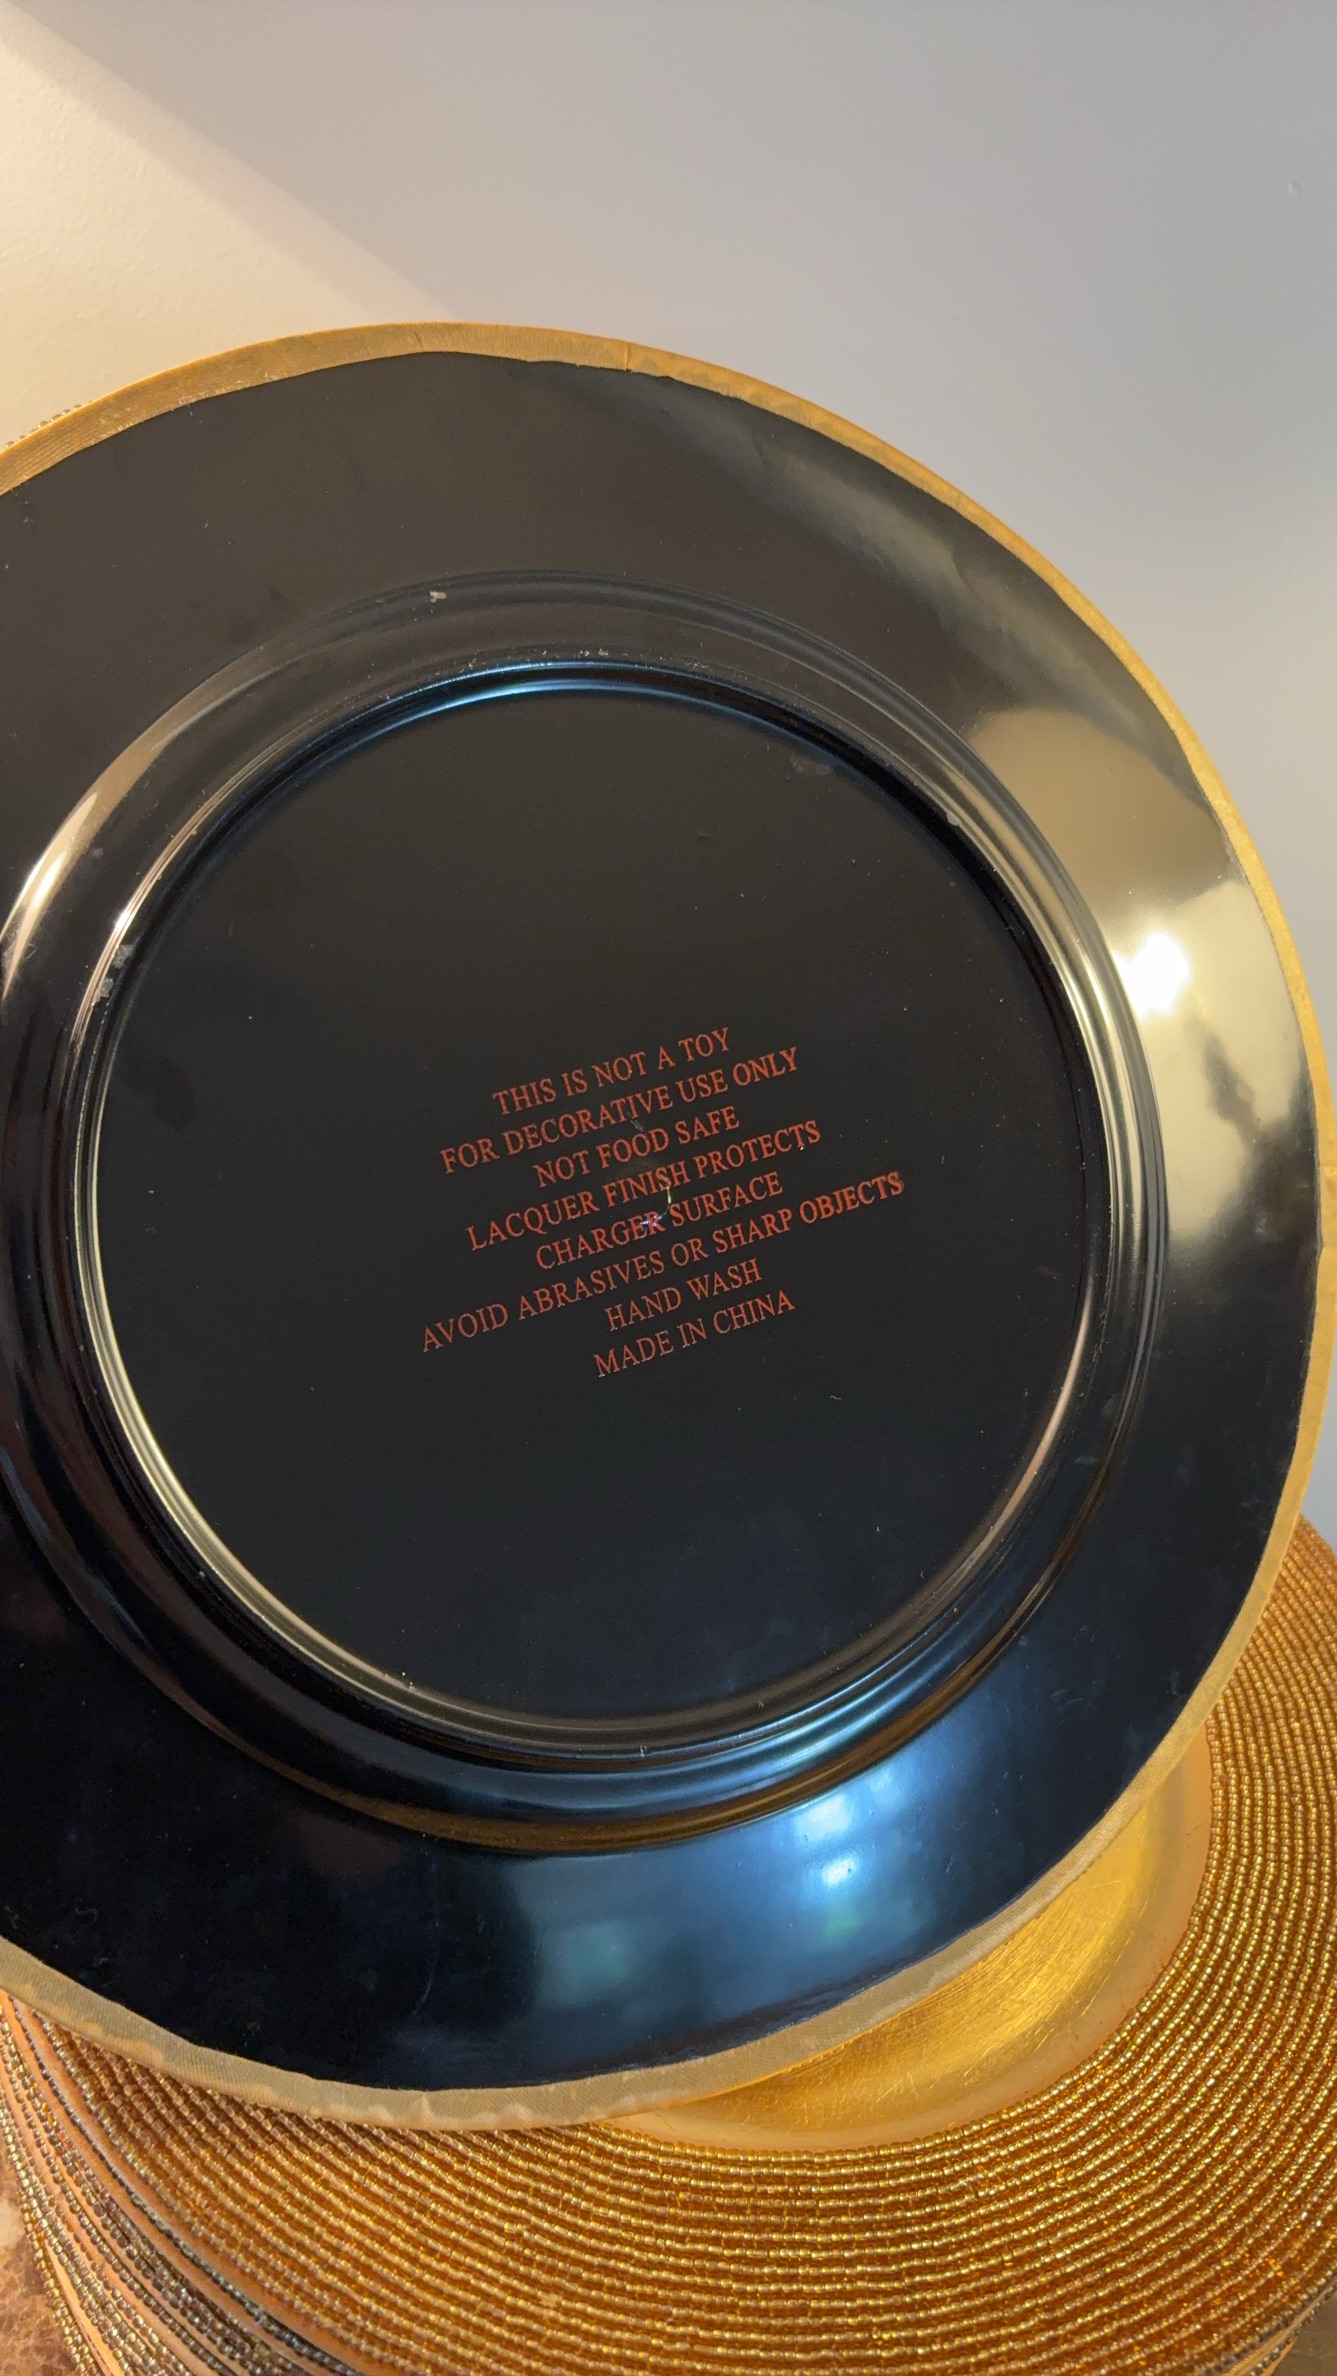 THIS IS NOT A TOY
FOR DECORATIVE USE ONLY
NOT FOOD SAFE
LACQUER FINISH PROTECTS
CHARGER SURFACE
AVOID ABRASIVES OR SHARP OBJECTS
HAND WASH
MADE IN CHINA